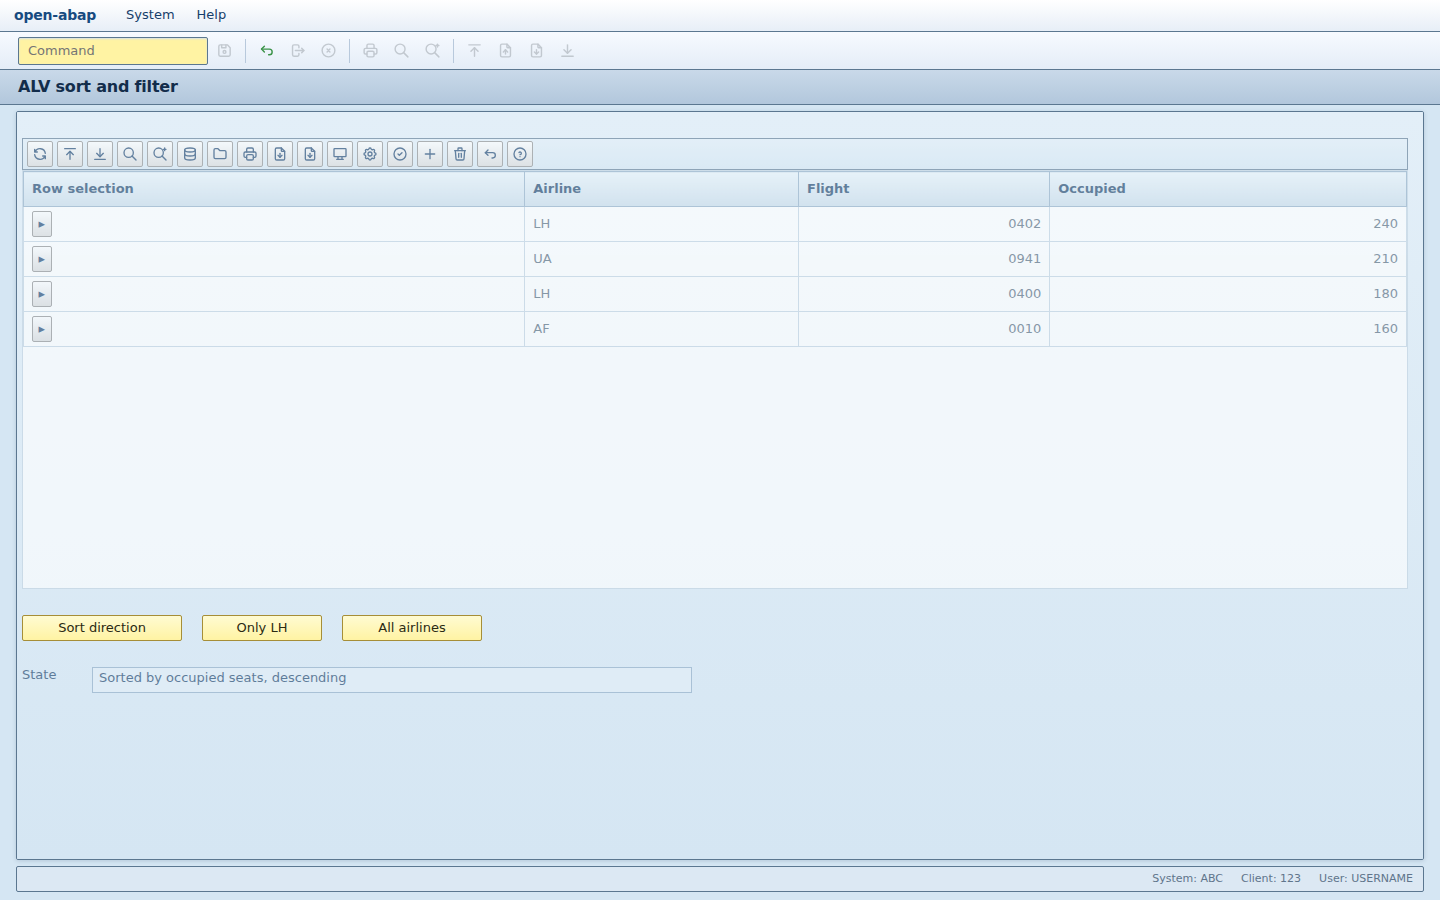 open-abap System Help
Command
ALV sort and filter
Row selection Airline Flight Occupied
LH 0402 240
UA 0941 210
LH 0400 180
AF 0010 160
Sort direction Only LH All airlines
State Sorted by occupied seats, descending
System: ABC Client: 123 User: USERNAME